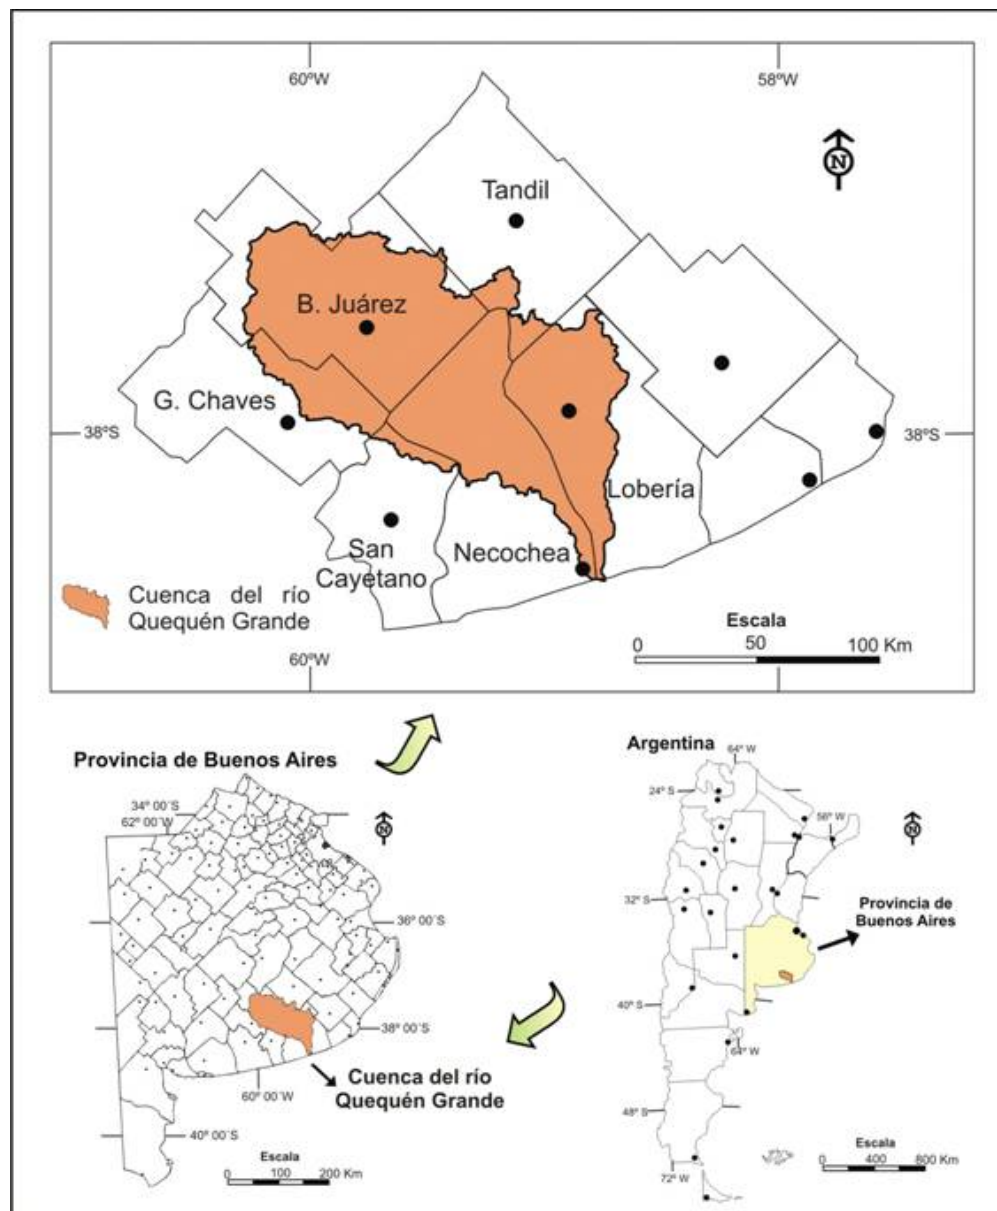 60ºW
58ºW
N
Tandil
B. Juárez
G. Chaves
38ºS
38ºS
Lobería
San
Cayetano
Necochea
Cuenca del río
Quequén Grande
Escala
0 50 100 Km
60ºW
Provincia de Buenos Aires
34º 00´S
62º 00´W
N
36º 00´S
38º 00´S
60º 00´W
Cuenca del río
Quequén Grande
40º 00´S
Escala
0 100 200 Km
Argentina
64º W
24º S
56º W
N
32º S
Provincia de
Buenos Aires
40º S
64º W
48º S
72º W
Escala
0 400 800 Km